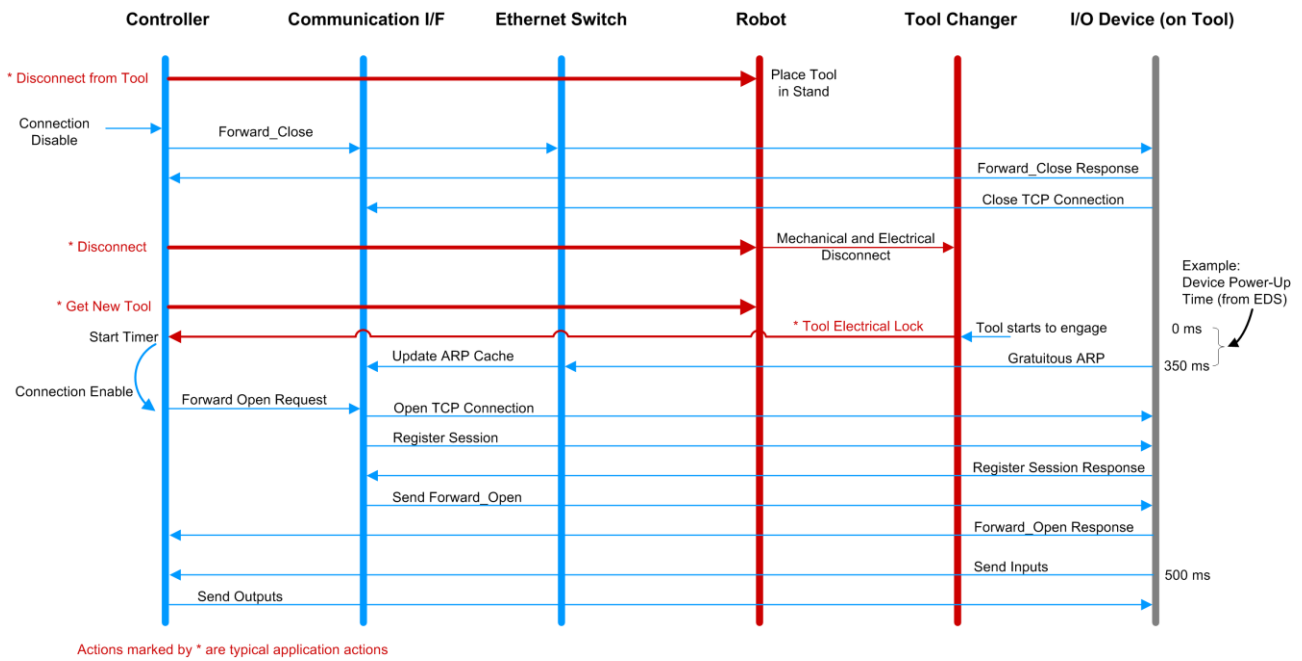 Controller
Communication I/F
Ethernet Switch
Robot
Tool Changer
I/O Device (on Tool)
* Disconnect from Tool
Place Tool
in Stand
Connection
Disable
Forward_Close
Forward_Close Response
Close TCP Connection
* Disconnect
Mechanical and Electrical
Disconnect
Example:
Device Power-Up
Time (from EDS)
* Get New Tool
Start Timer
* Tool Electrical Lock
Tool starts to engage
0 ms
Update ARP Cache
Gratuitous ARP
350 ms
Connection Enable
Forward Open Request
Open TCP Connection
Register Session
Register Session Response
Send Forward_Open
Forward_Open Response
Send Inputs
500 ms
Send Outputs
Actions marked by * are typical application actions